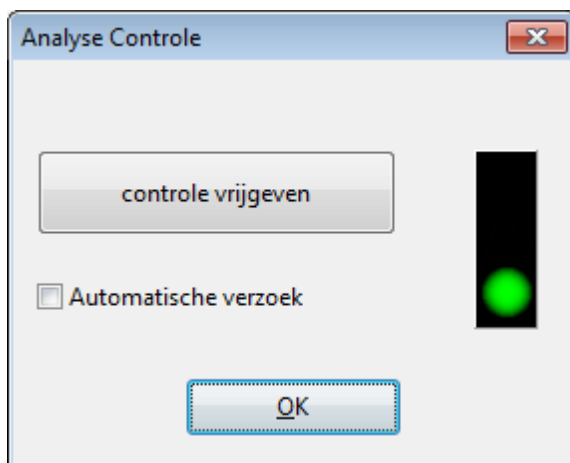 Analyse Controle
controle vrijgeven
Automatische verzoek
OK